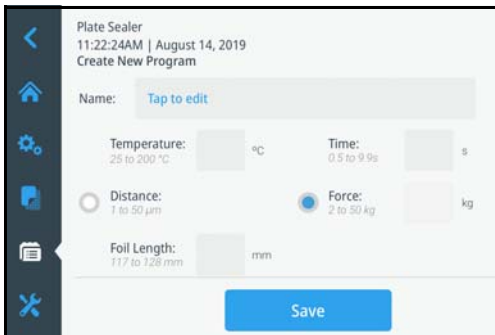 Plate Sealer
11:22:24AM | August 14, 2019
Create New Program
Name: Tap to edit
Temperature: °C Time: s
25 to 200 °C 0.5 to 9.9s
Distance: Force: kg
1 to 50 µm 2 to 50 kg
Foil Length: mm
117 to 128 mm
Save